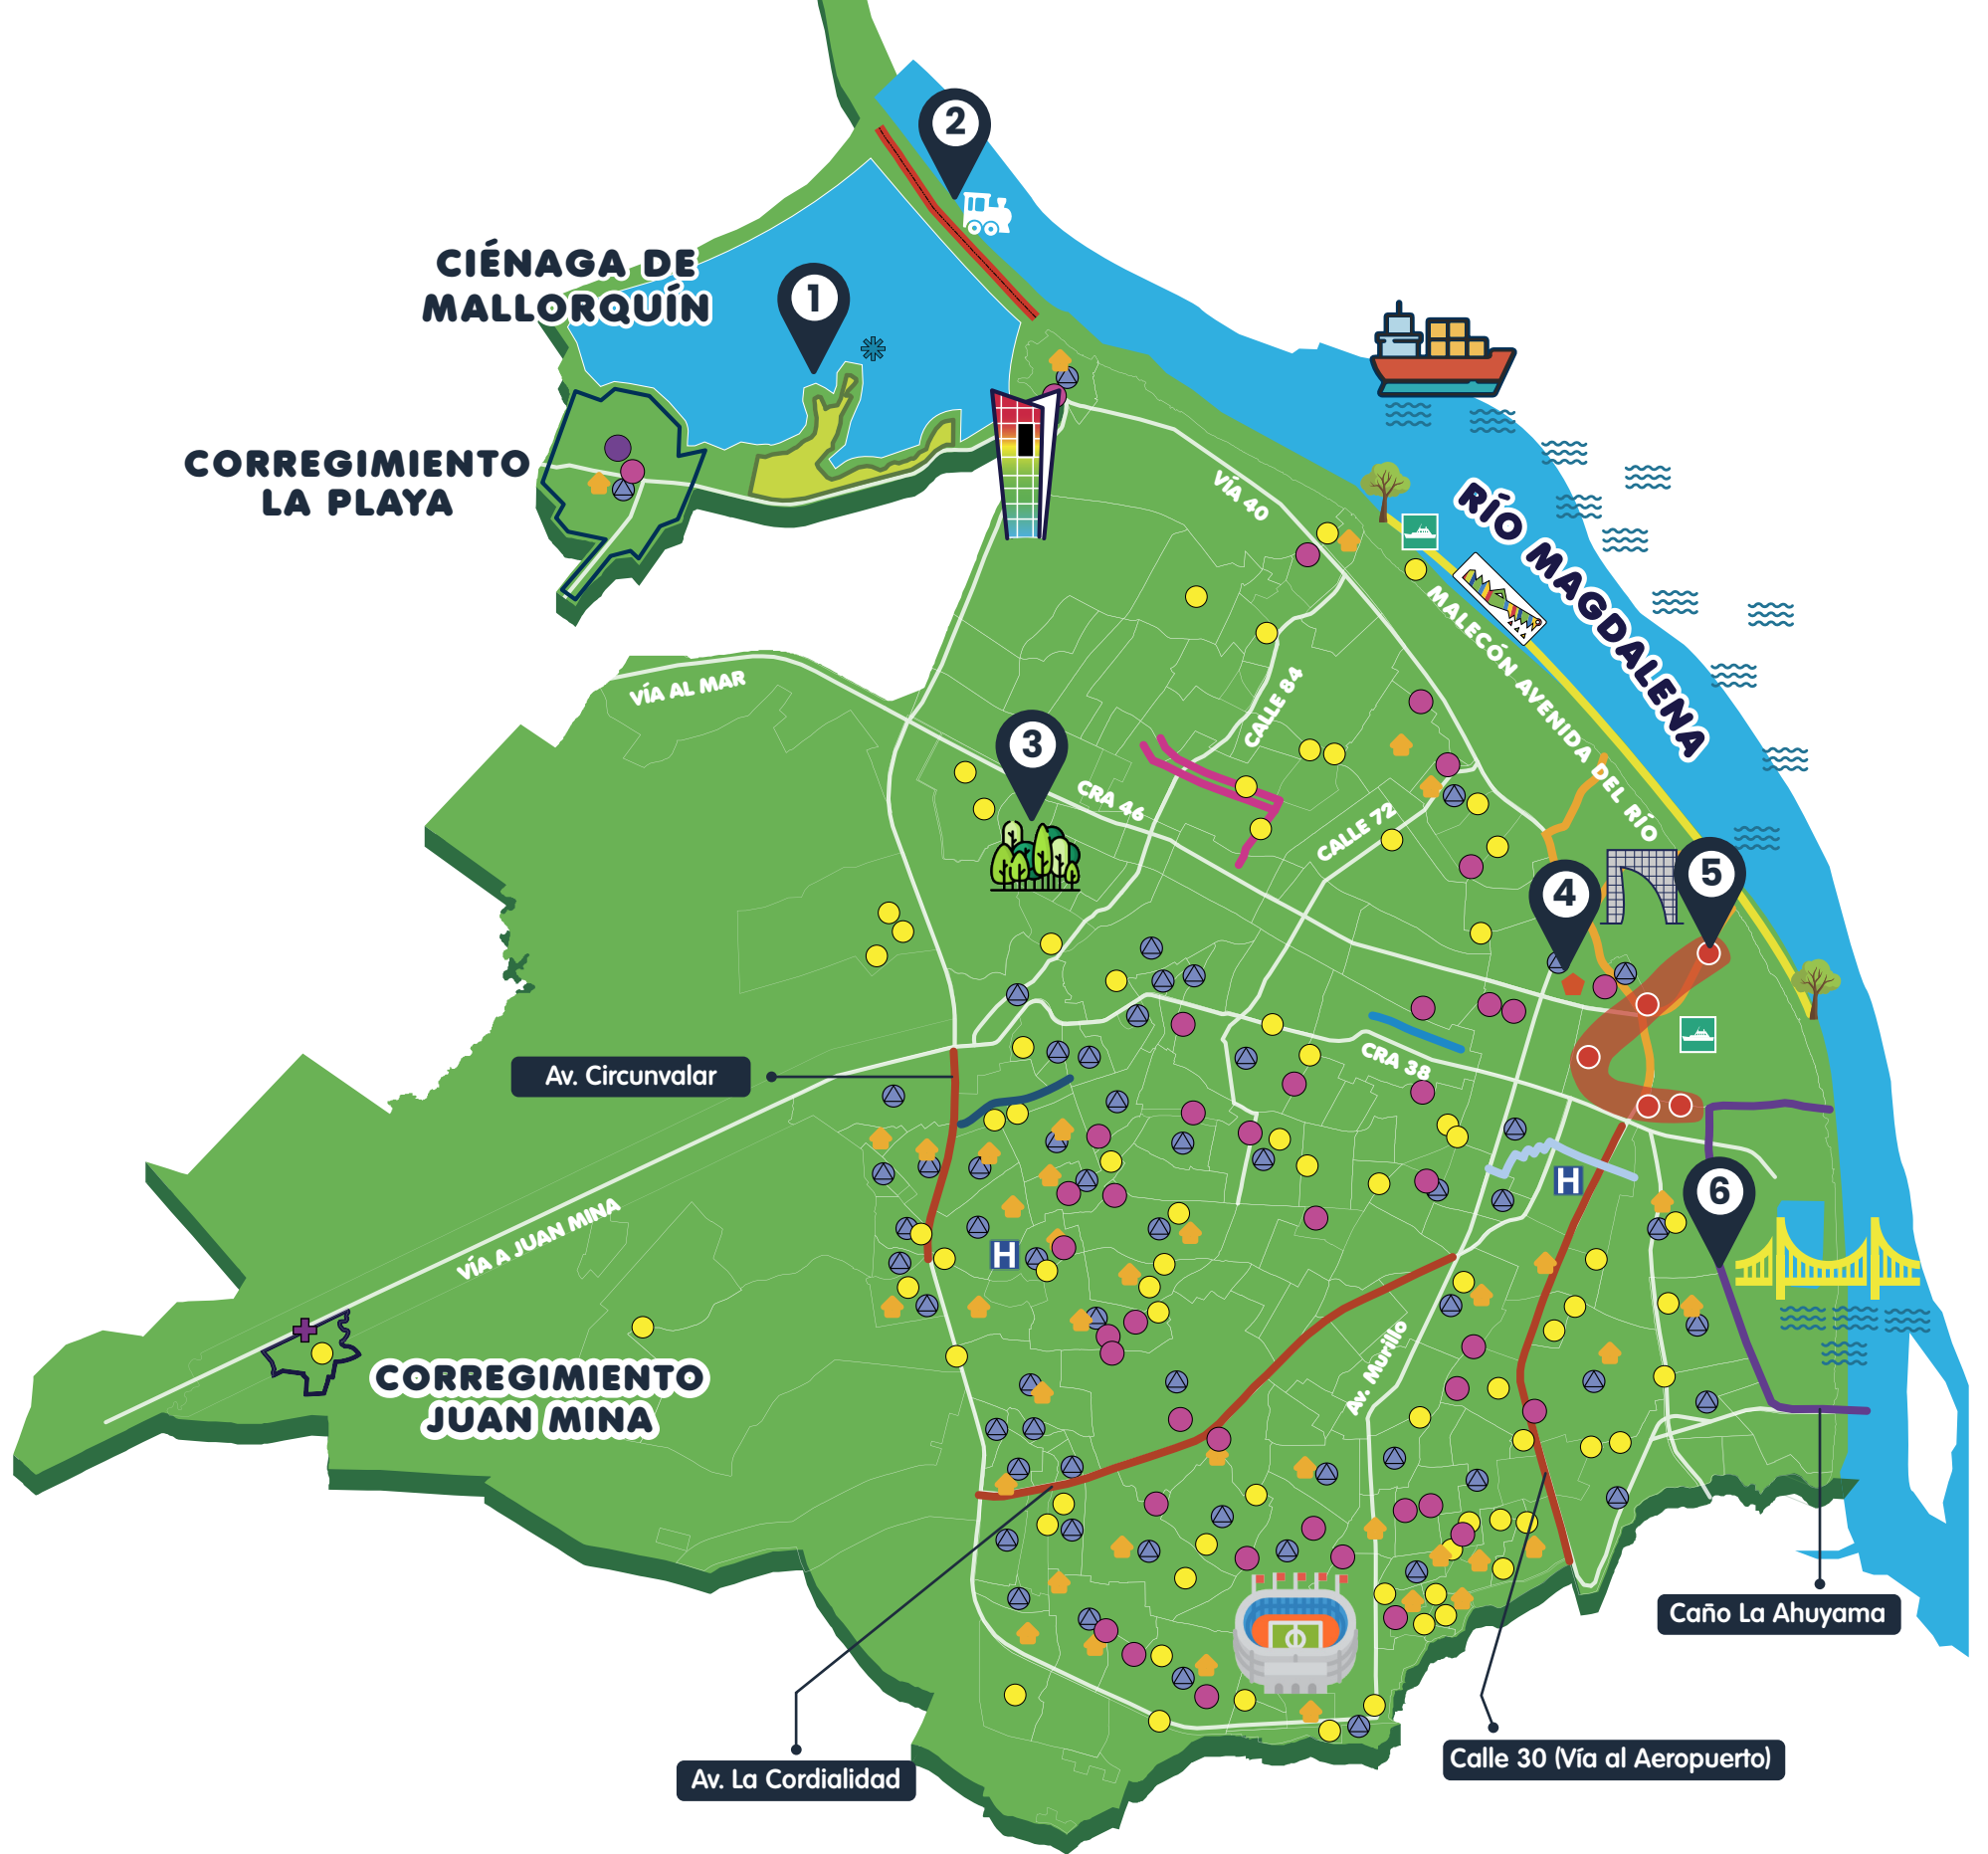 2
CIÉNAGA DE
MALLORQUÍN
1
CORREGIMIENTO
LA PLAYA
VÍA 40
RÍO MAGDALENA
MALECÓN AVENIDA DEL RÍO
VÍA AL MAR
CALLE 84
3
CRA 46
CALLE 72
4
5
CRA 38
Av. Circunvalar
H
6
VÍA A JUAN MINA
H
CORREGIMIENTO
JUAN MINA
Av. Murillo
Caño La Ahuyama
Calle 30 (Vía al Aeropuerto)
Av. La Cordialidad